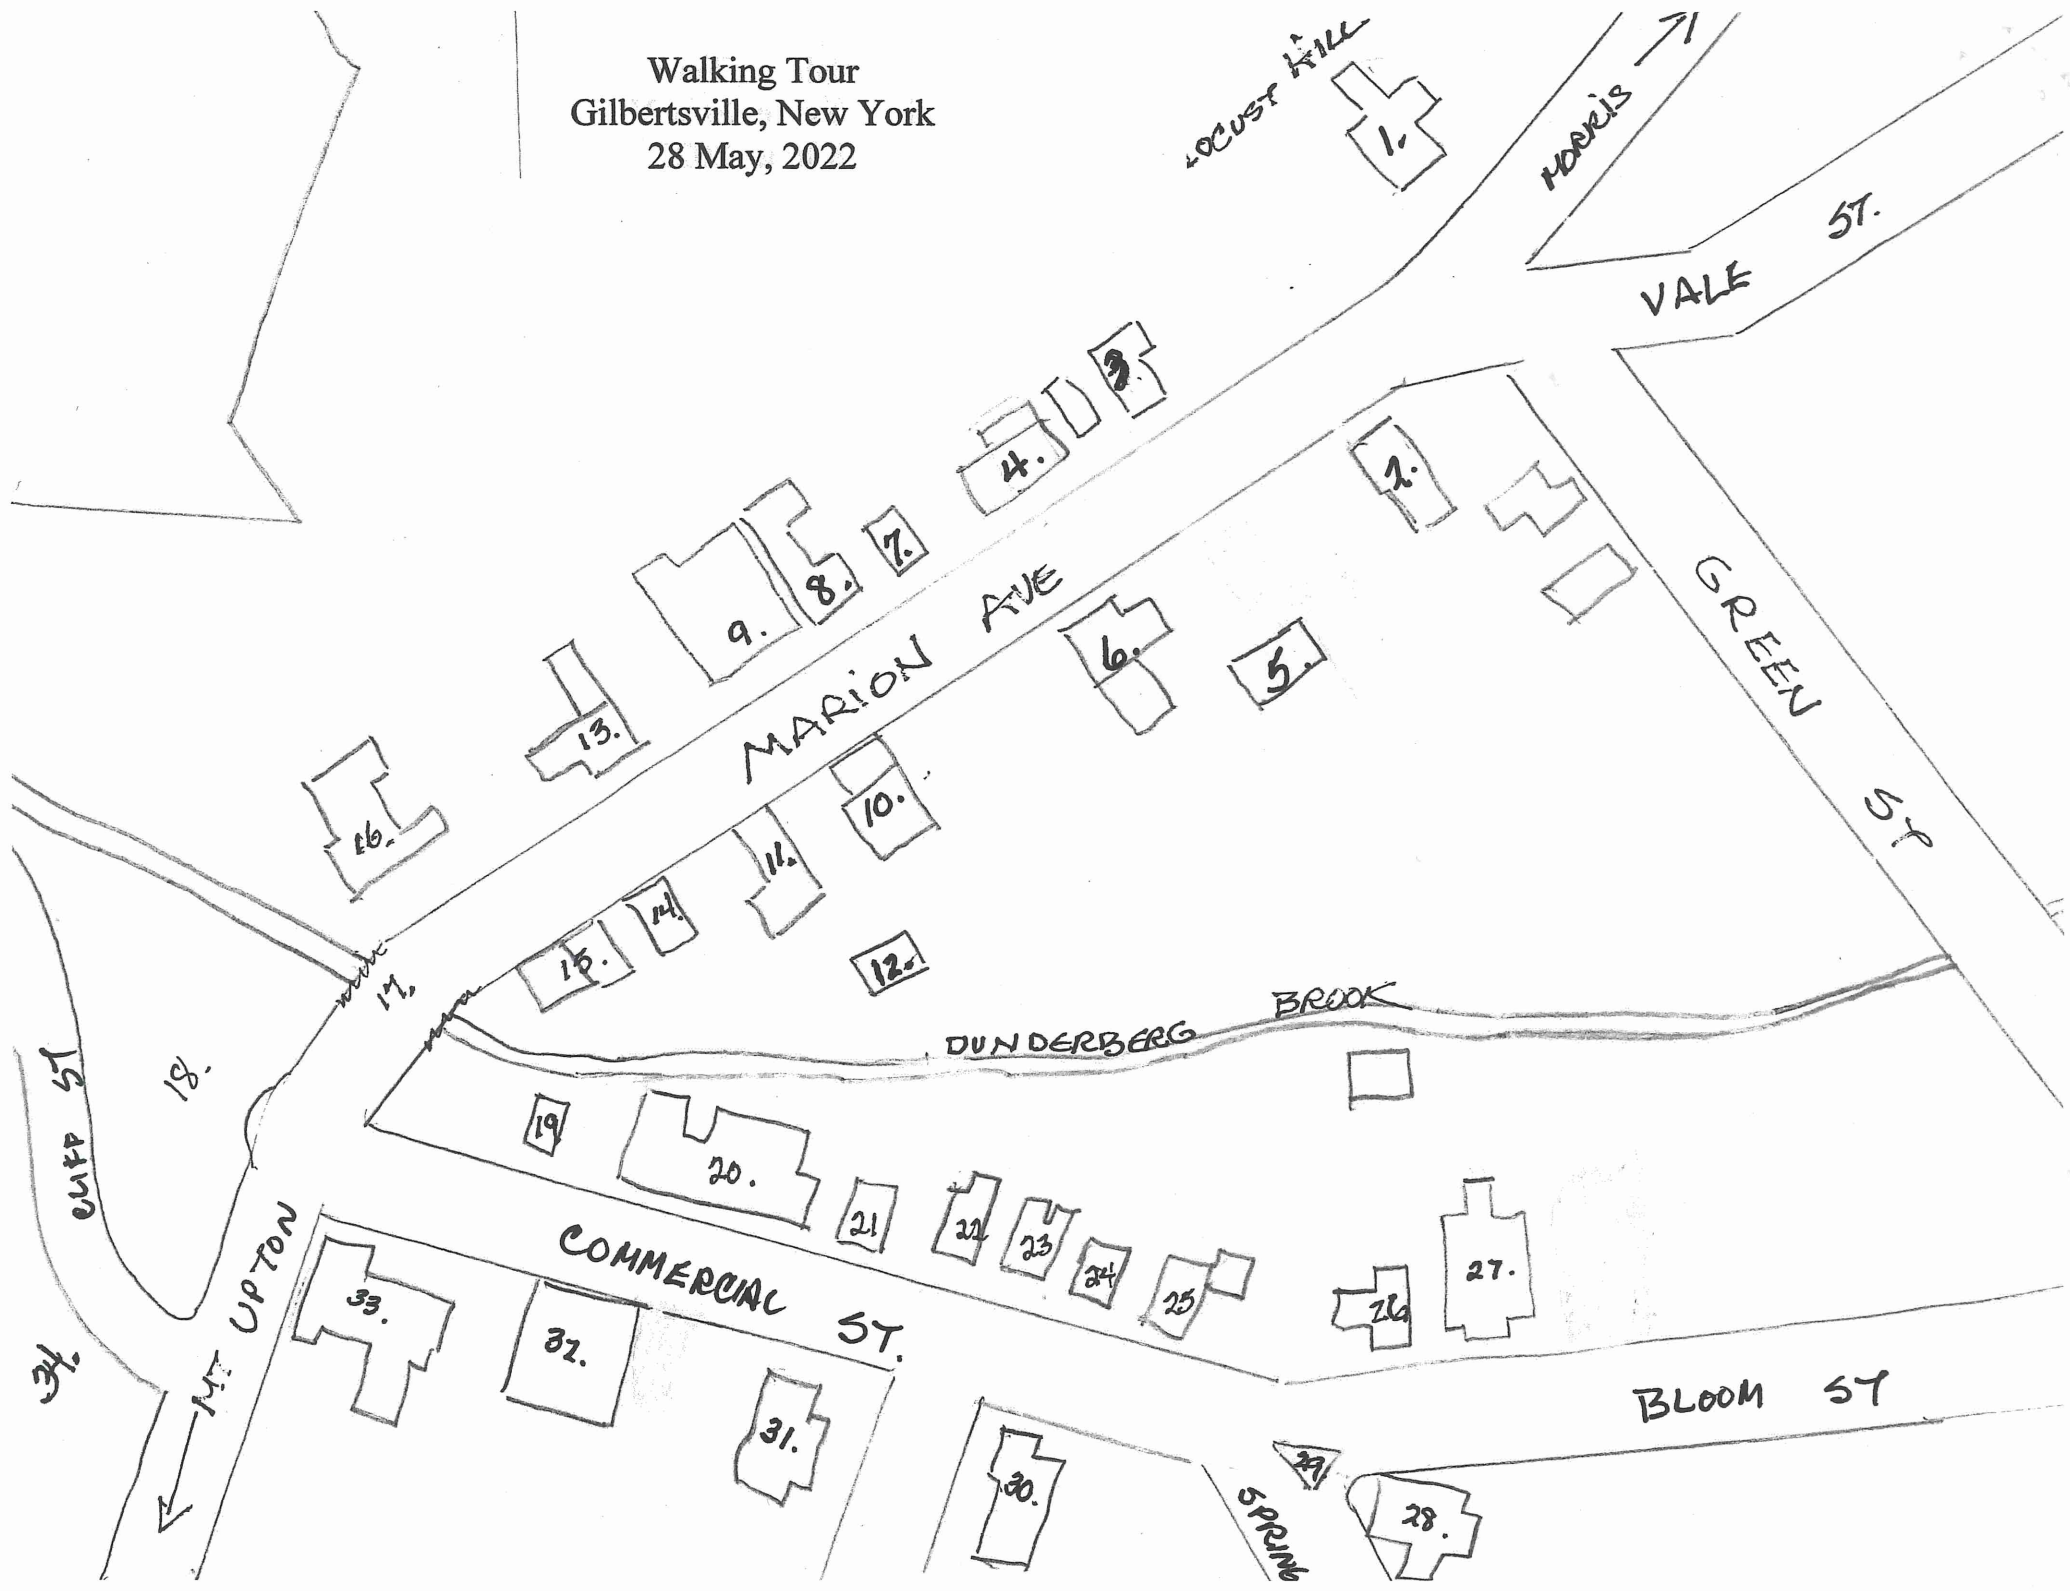 Walking Tour
Gilbertsville, New York
28 May, 2022
LOCUST HILL
1.
MORRIS
VALE ST.
3.
4.
2.
7.
8.
9.
MARION AVE
6.
5.
GREEN ST
13.
10.
16.
11.
14.
15.
12.
17.
DUNDERBERG BROOK
18.
CLIFF ST
19
20.
21
22
23
24
25
26
27.
MT UPTON
COMMERCIAL ST.
33.
32.
31.
30.
29
28.
34.
BLOOM ST
SPRING